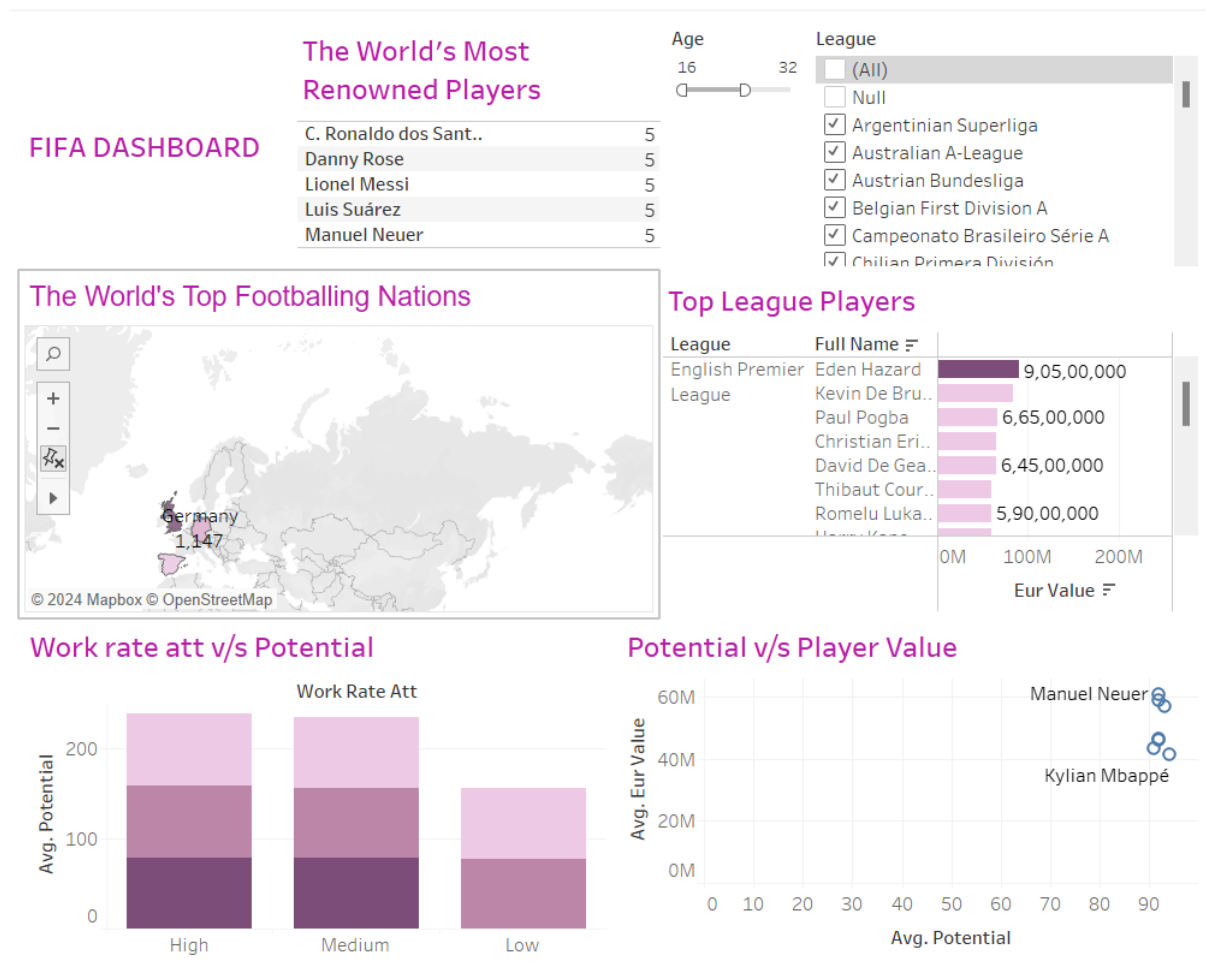 FIFA DASHBOARD
The World's Most
Renowned Players
C. Ronaldo dos Sant.. 5
Danny Rose 5
Lionel Messi 5
Luis Suárez 5
Manuel Neuer 5
Age
16 32
League
(All)
Null
Argentinian Superliga
Australian A-League
Austrian Bundesliga
Belgian First Division A
Campeonato Brasileiro Série A
Chilian Primera División
The World's Top Footballing Nations
Germany
1,147
© 2024 Mapbox © OpenStreetMap
Top League Players
League Full Name
English Premier Eden Hazard 9,05,00,000
League Kevin De Bru..
Paul Pogba 6,65,00,000
Christian Eri..
David De Gea.. 6,45,00,000
Thibaut Cour..
Romelu Luka.. 5,90,00,000
Harry Kane
0M 100M 200M
Eur Value
Work rate att v/s Potential
Work Rate Att
Avg. Potential
200
100
0
High Medium Low
Potential v/s Player Value
Avg. Eur Value
60M
40M
20M
0M
Manuel Neuer
Kylian Mbappé
0 10 20 30 40 50 60 70 80 90
Avg. Potential